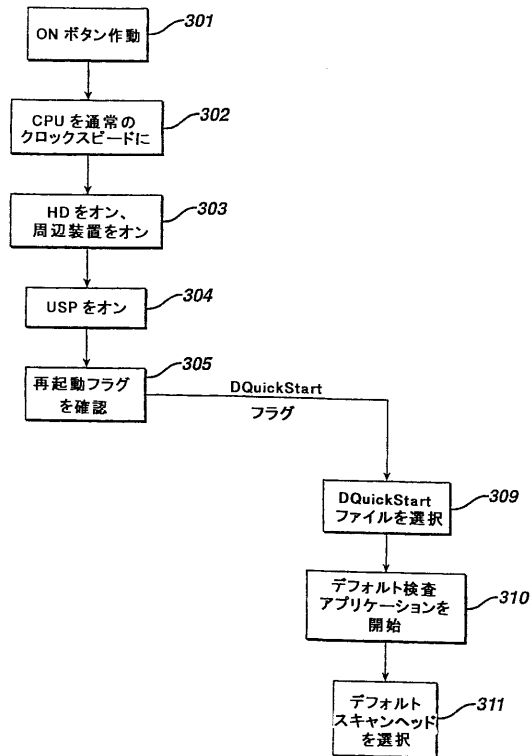 301
ON ボタン作動
302
CPU を通常の
クロックスピードに
303
HD をオン、
周辺装置をオン
304
USP をオン
305
再起動フラグ
を確認
DQuickStart
フラグ
309
DQuickStart
ファイルを選択
310
デフォルト検査
アプリケーションを
開始
311
デフォルト
スキャンヘッド
を選択